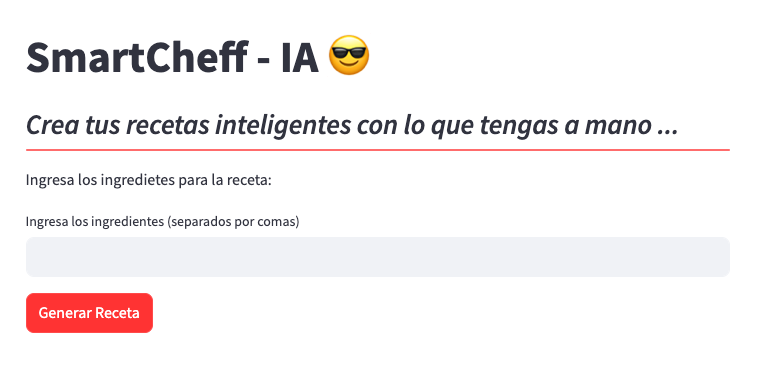 SmartCheff - IA 😎
Crea tus recetas inteligentes con lo que tengas a mano ...
Ingresa los ingredietes para la receta:
Ingresa los ingredientes (separados por comas)
Generar Receta